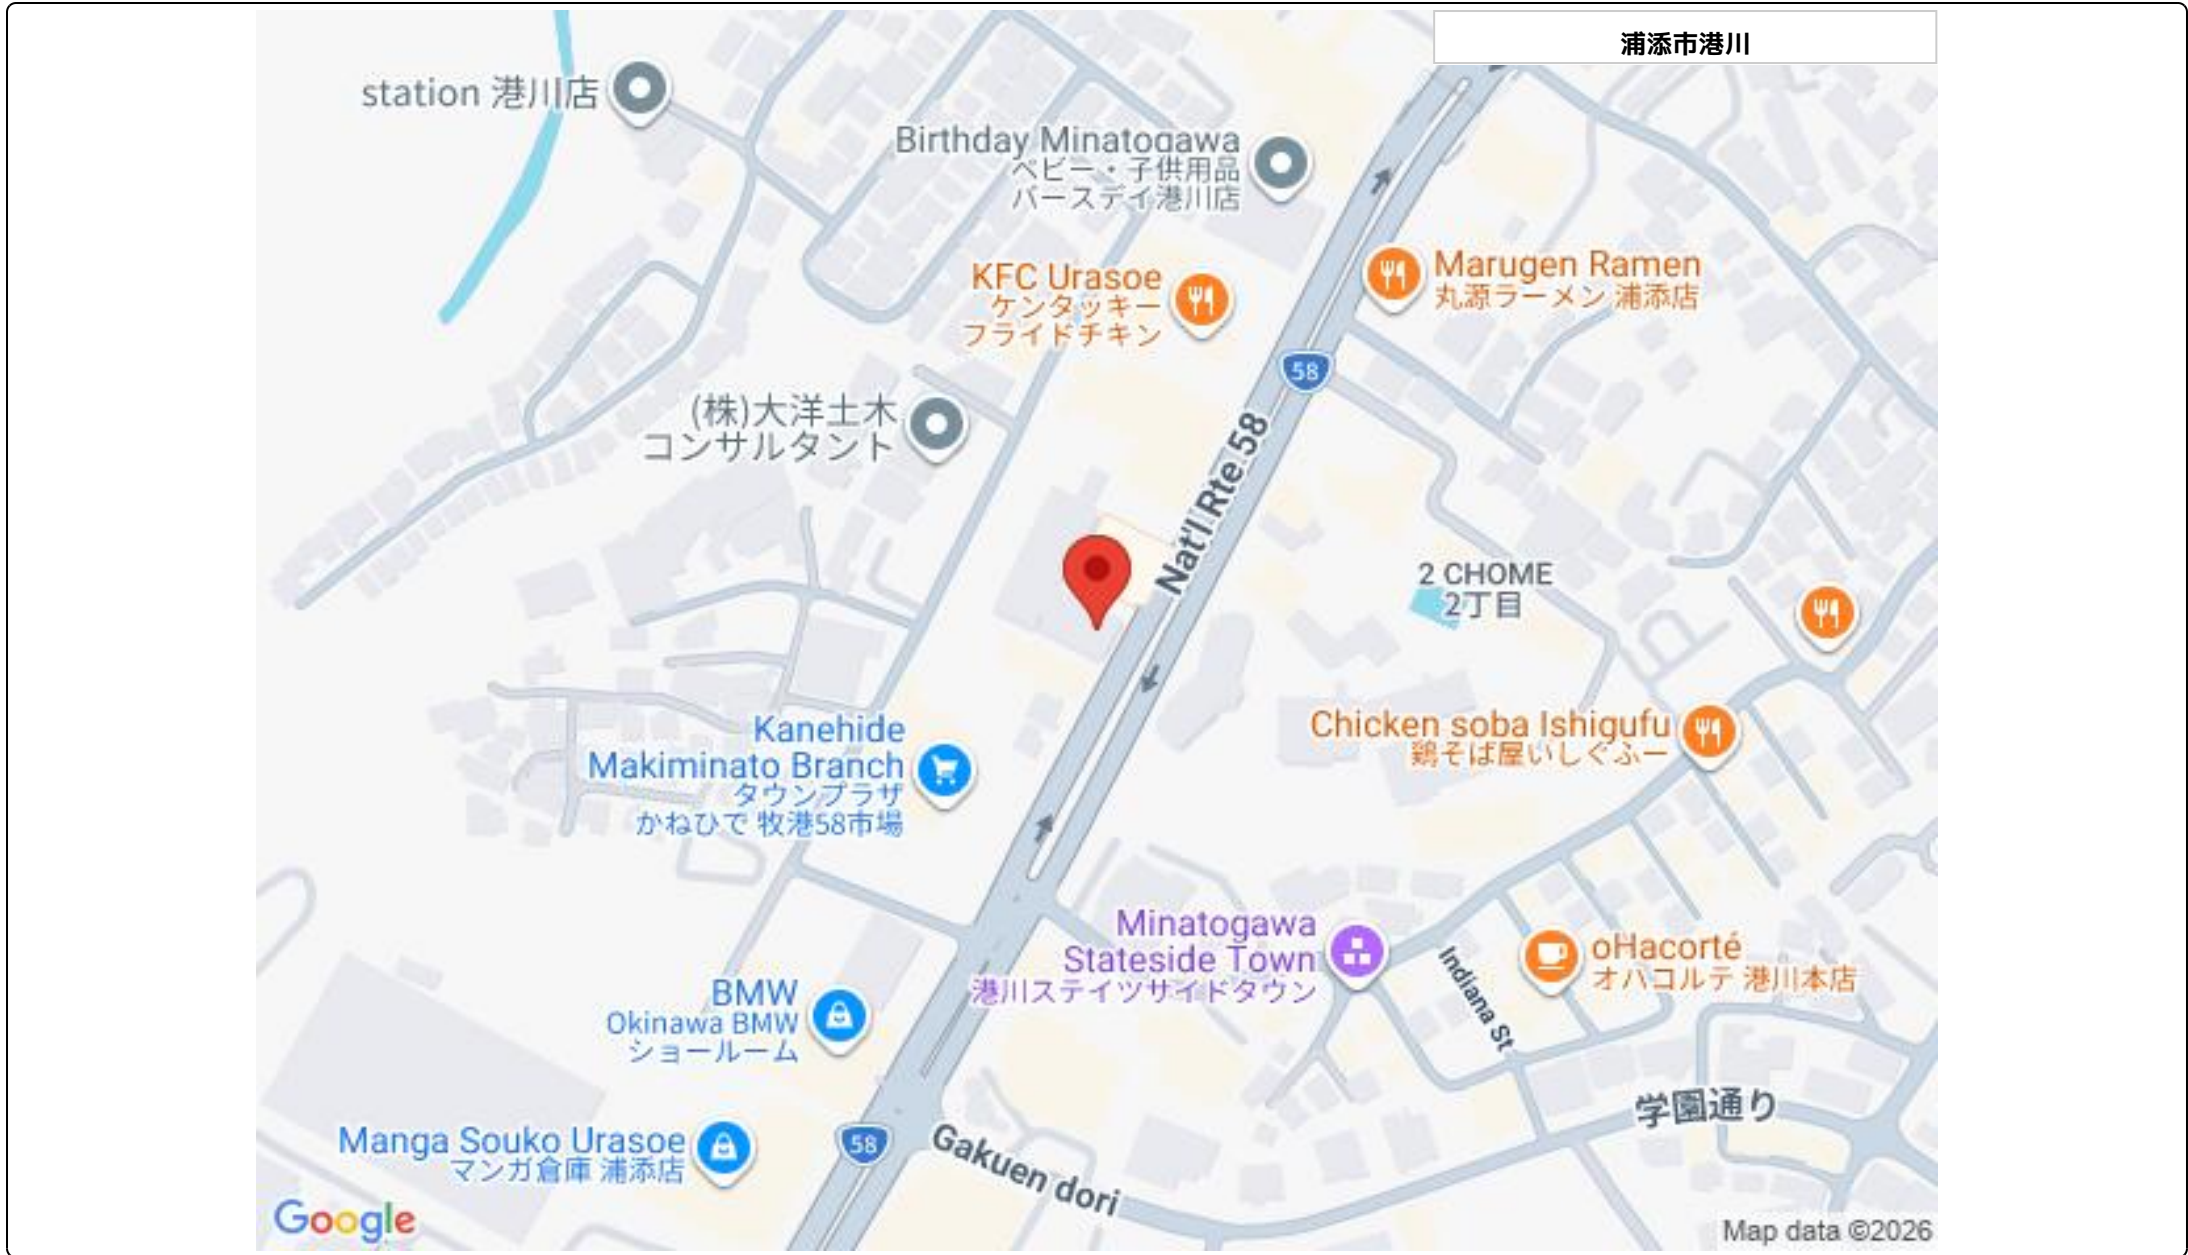 浦添市港川
station 港川店
Birthday Minatogawa
ベビー・子供用品
バースデイ港川店
KFC Urasoe
ケンタッキー
フライドチキン
Marugen Ramen
丸源ラーメン 浦添店
58
(株)大洋土木
コンサルタント
Nat'l Rte 58
2 CHOME
2丁目
Kanehide
Makiminato Branch
タウンプラザ
かねひで 牧港58市場
Chicken soba Ishigufu
鶏そば屋いしぐふー
Minatogawa
Stateside Town
港川ステイツサイドタウン
Indiana St
oHacorté
オハコルテ 港川本店
BMW
Okinawa BMW
ショールーム
学園通り
Manga Souko Urasoe
マンガ倉庫 浦添店
58
Gakuen dori
Google
Map data ©2026